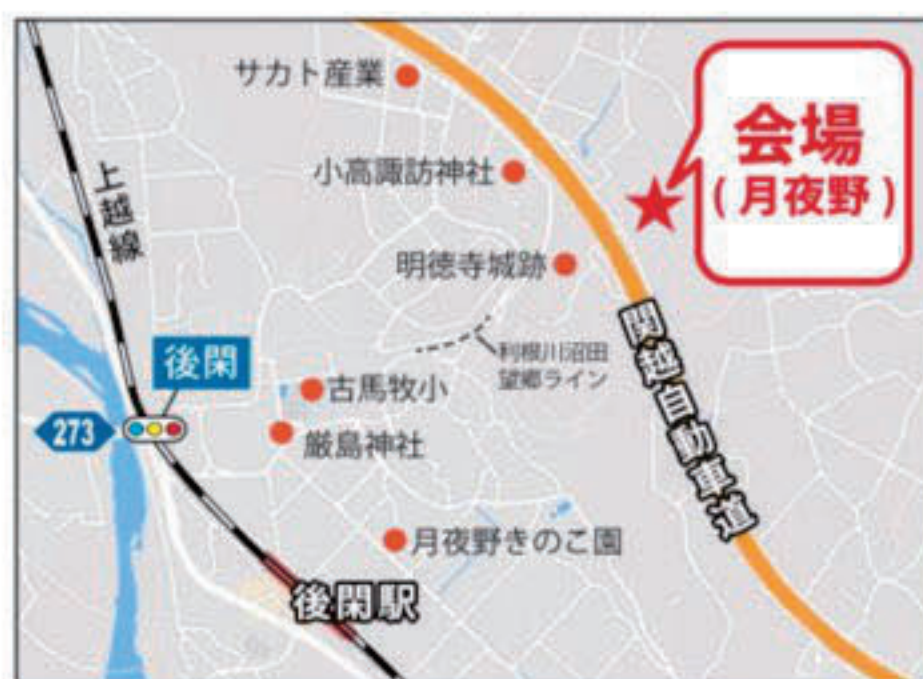 サカト産業
会場
(月夜野)
小高諏訪神社
上越線
明徳寺城跡
関越自動車道
利根川沼田
望郷ライン
後閑
古馬牧小
273
厳島神社
月夜野きのこ園
後閑駅